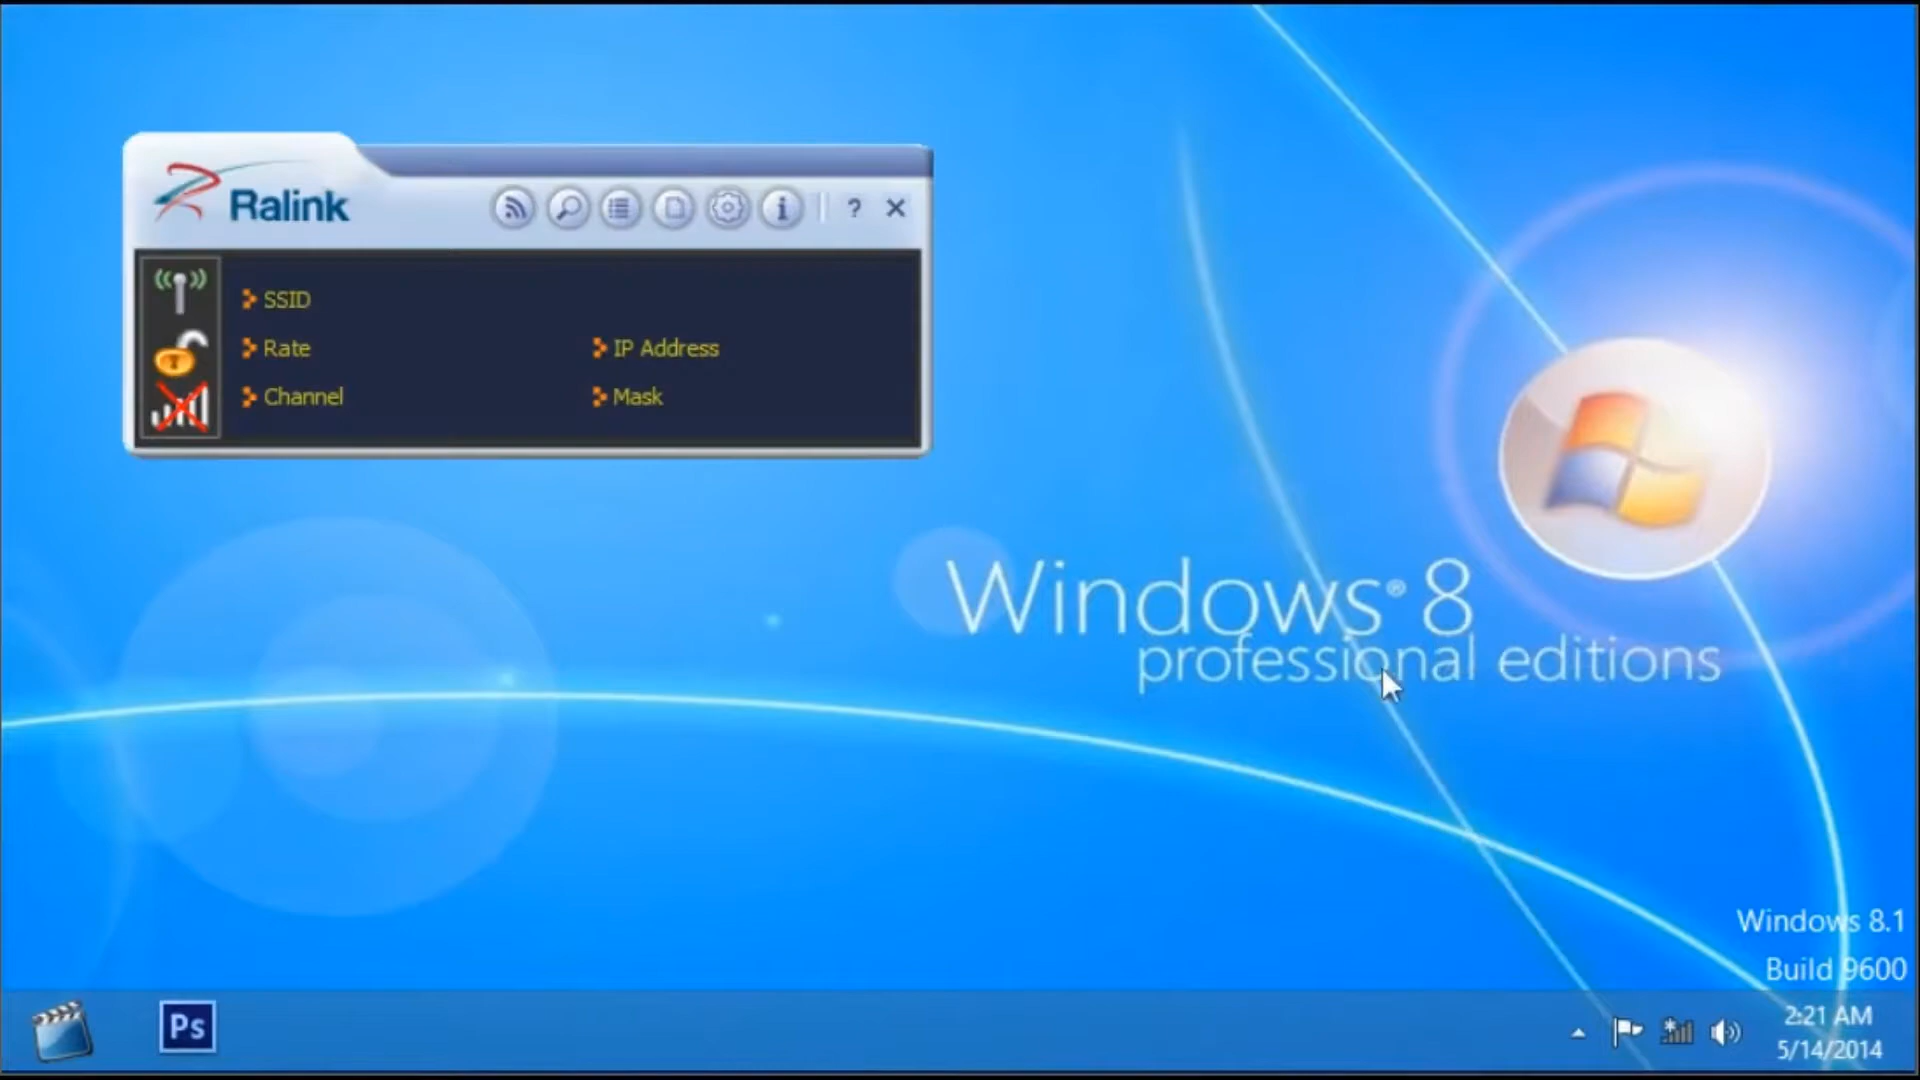 Ralink
? ×
SSID
Rate
IP Address
Channel
Mask
Windows® 8
professional editions
Windows 8.1
Build 9600
Ps
2:21 AM
5/14/2014